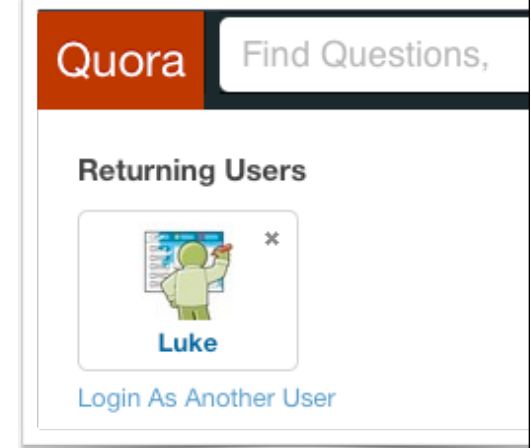 Quora
Find Questions,
Returning Users
Luke
Login As Another User